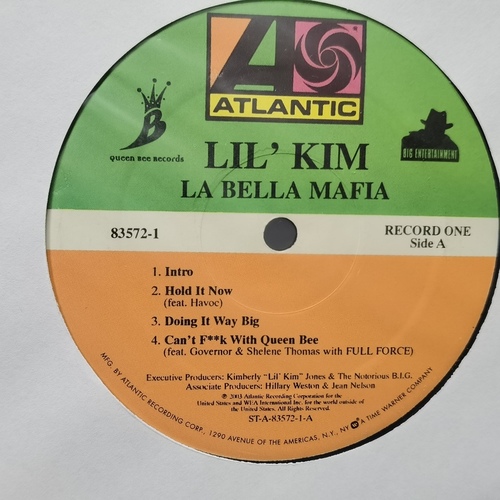 A
ATLANTIC
B
Queen Bee Records
BIG ENTERTAINMENT
LIL' KIM
LA BELLA MAFIA
83572-1
RECORD ONE
Side A
1. Intro
2. Hold It Now
(feat. Havoc)
3. Doing It Way Big
4. Can't F**k With Queen Bee
(feat. Governor & Shelene Thomas with FULL FORCE)
Executive Producers: Kimberly "Lil' Kim" Jones & The Notorious B.I.G.
Associate Producers: Hillary Weston & Jean Nelson
℗ 2003 Atlantic Recording Corporation for the
United States and WEA International Inc. for the world outside of
the United States. All Rights Reserved.
ST-A-83572-1-A
MFG. BY ATLANTIC RECORDING CORP., 1290 AVENUE OF THE AMERICAS, N.Y., NY A TIME WARNER COMPANY